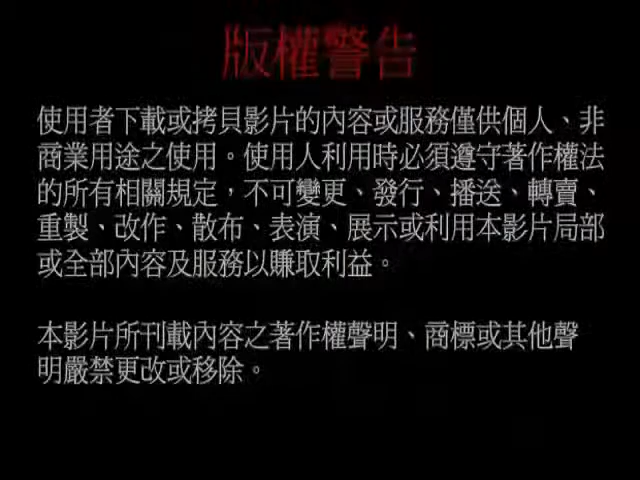 版權警告
使用者下載或拷貝影片的內容或服務僅供個人、非
商業用途之使用。使用人利用時必須遵守著作權法
的所有相關規定，不可變更、發行、播送、轉賣、
重製、改作、散布、表演、展示或利用本影片局部
或全部內容及服務以賺取利益。
本影片所刊載內容之著作權聲明、商標或其他聲
明嚴禁更改或移除。